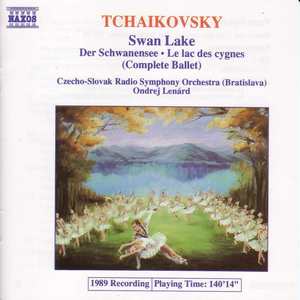 NAXOS
TCHAIKOVSKY
Swan Lake
Der Schwanensee • Le lac des cygnes
(Complete Ballet)
Czecho-Slovak Radio Symphony Orchestra (Bratislava)
Ondrej Lenárd
1989 Recording
Playing Time: 140'14"